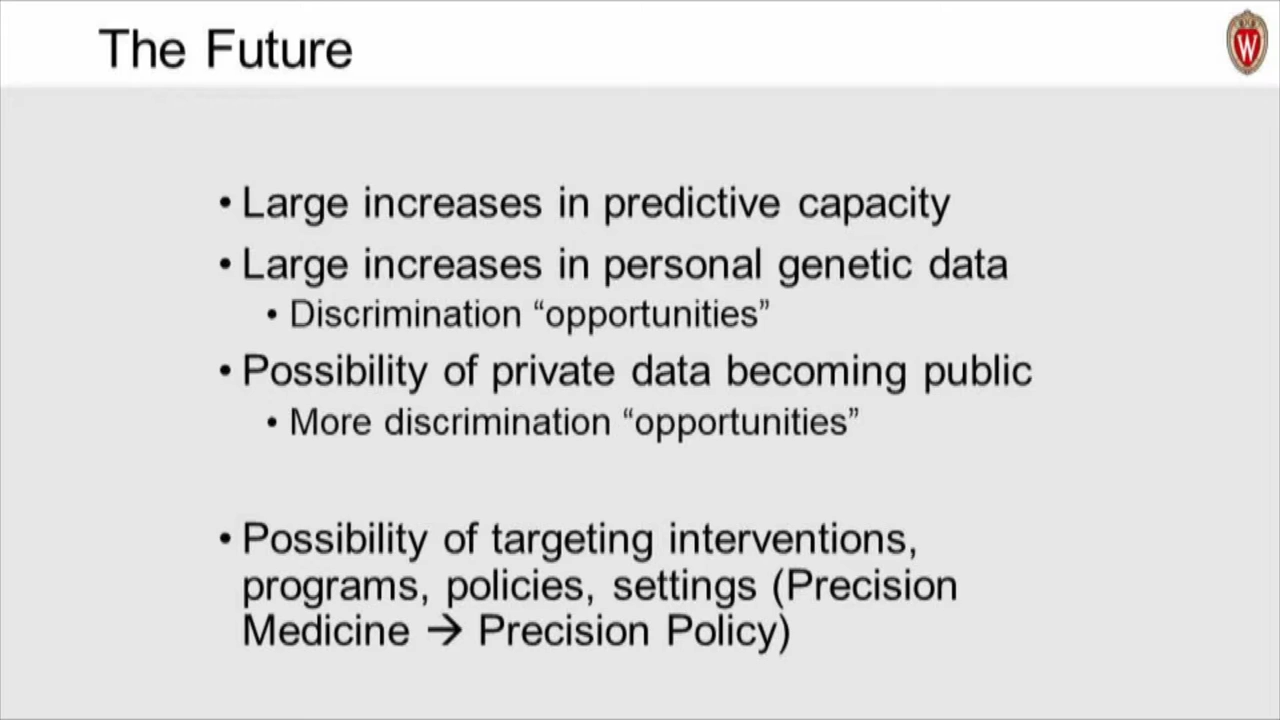 The Future
W
• Large increases in predictive capacity
• Large increases in personal genetic data
• Discrimination “opportunities”
• Possibility of private data becoming public
• More discrimination “opportunities”
• Possibility of targeting interventions,
programs, policies, settings (Precision
Medicine → Precision Policy)